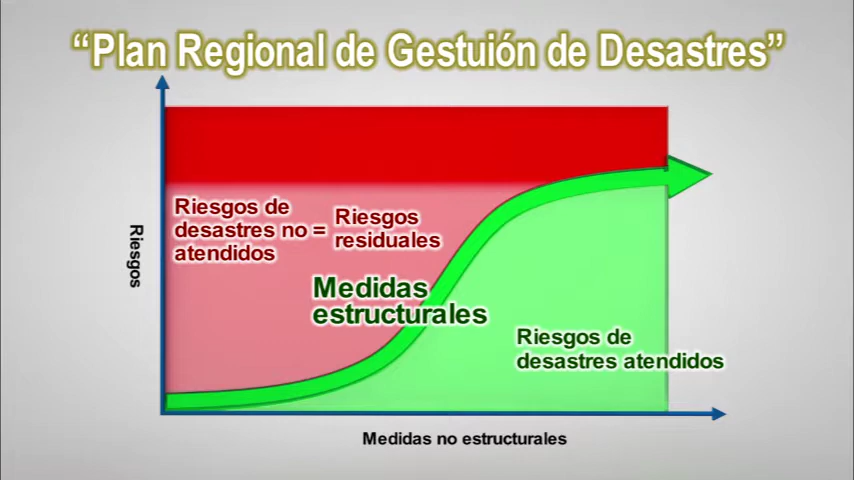 “Plan Regional de Gestuión de Desastres”
Riesgos
Riesgos de
desastres no =
atendidos
Riesgos
residuales
Medidas
estructurales
Riesgos de
desastres atendidos
Medidas no estructurales